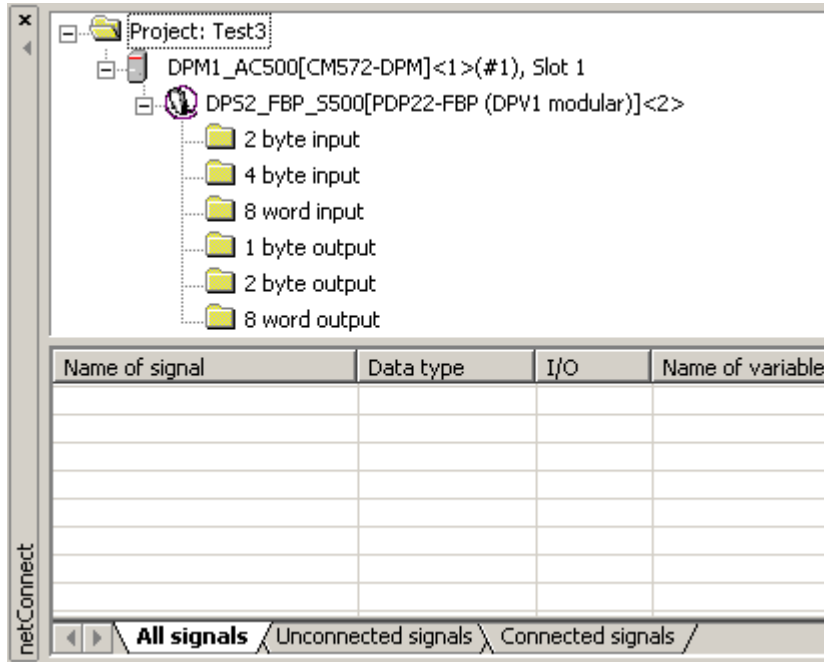 Project: Test3
DPM1_AC500[CM572-DPM]<1>(#1), Slot 1
DPS2_FBP_S500[PDP22-FBP (DPV1 modular)]<2>
2 byte input
4 byte input
8 word input
1 byte output
2 byte output
8 word output
Name of signal Data type I/O Name of variable
netConnect
All signals Unconnected signals Connected signals